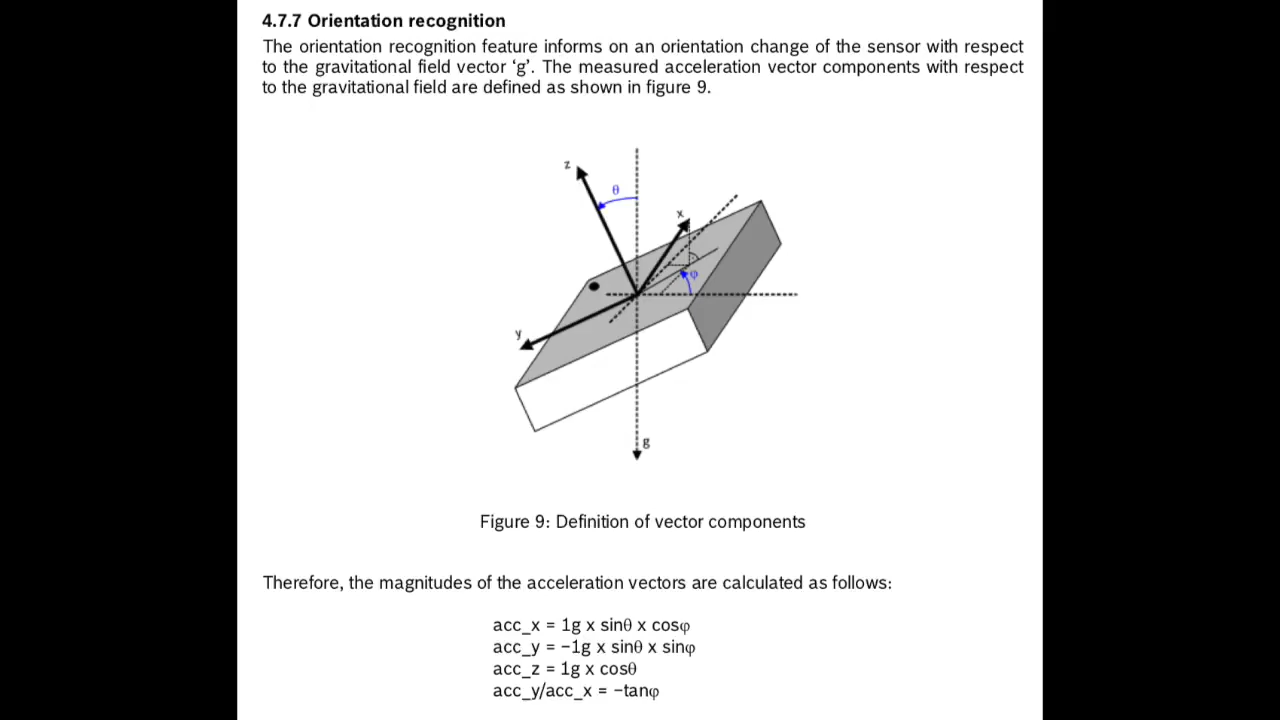 4.7.7 Orientation recognition
The orientation recognition feature informs on an orientation change of the sensor with respect
to the gravitational field vector ‘g’. The measured acceleration vector components with respect
to the gravitational field are defined as shown in figure 9.
z
θ
x
φ
y
g
Figure 9: Definition of vector components
Therefore, the magnitudes of the acceleration vectors are calculated as follows:
acc_x = 1g x sinθ x cosφ
acc_y = −1g x sinθ x sinφ
acc_z = 1g x cosθ
acc_y/acc_x = −tanφ